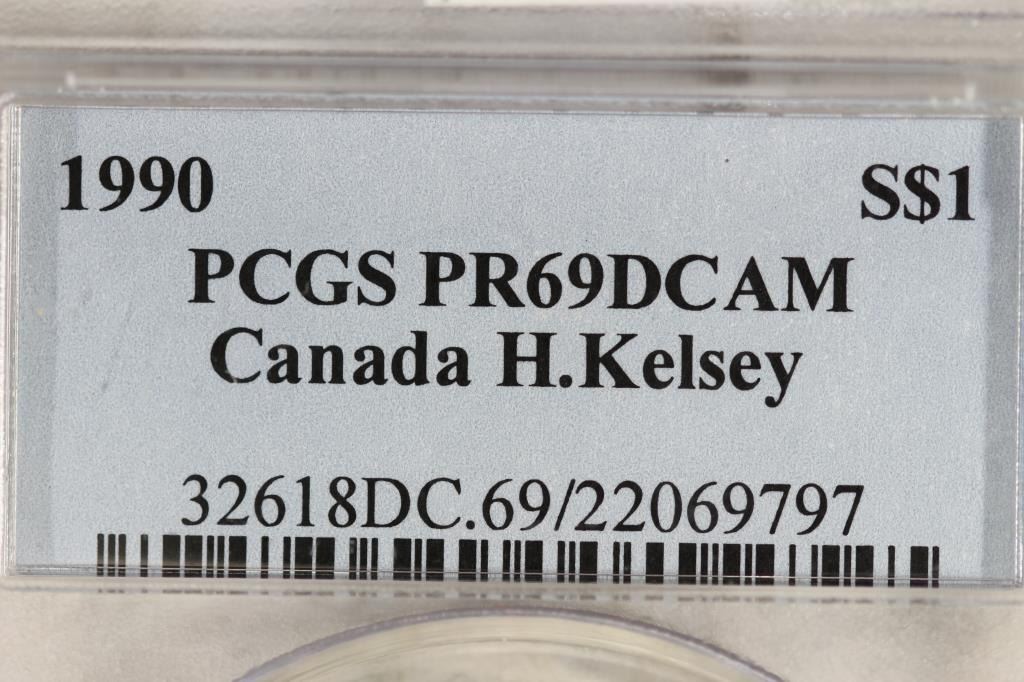 1990 S$1
PCGS PR69DCAM
Canada H.Kelsey
32618DC.69/22069797